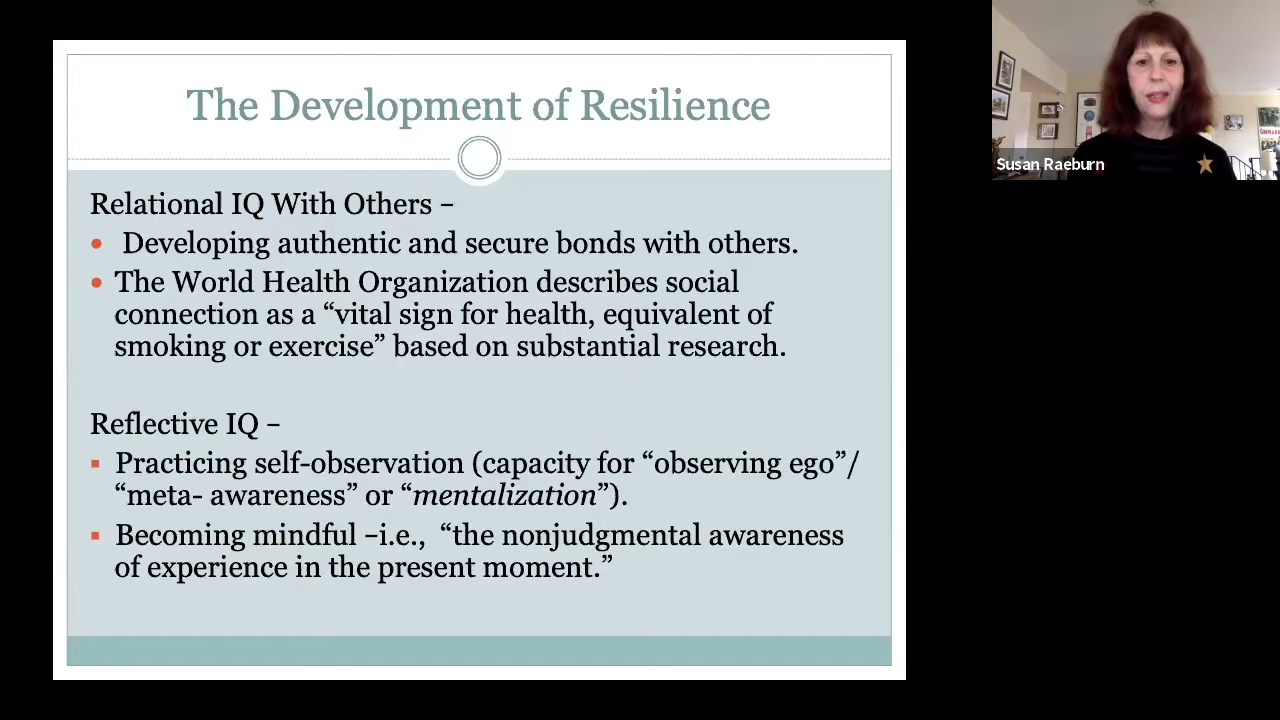 The Development of Resilience
Relational IQ With Others –
Developing authentic and secure bonds with others.
The World Health Organization describes social
connection as a “vital sign for health, equivalent of
smoking or exercise” based on substantial research.
Reflective IQ –
Practicing self-observation (capacity for “observing ego”/
“meta- awareness” or “mentalization”).
Becoming mindful –i.e., “the nonjudgmental awareness
of experience in the present moment.”
Susan Raeburn